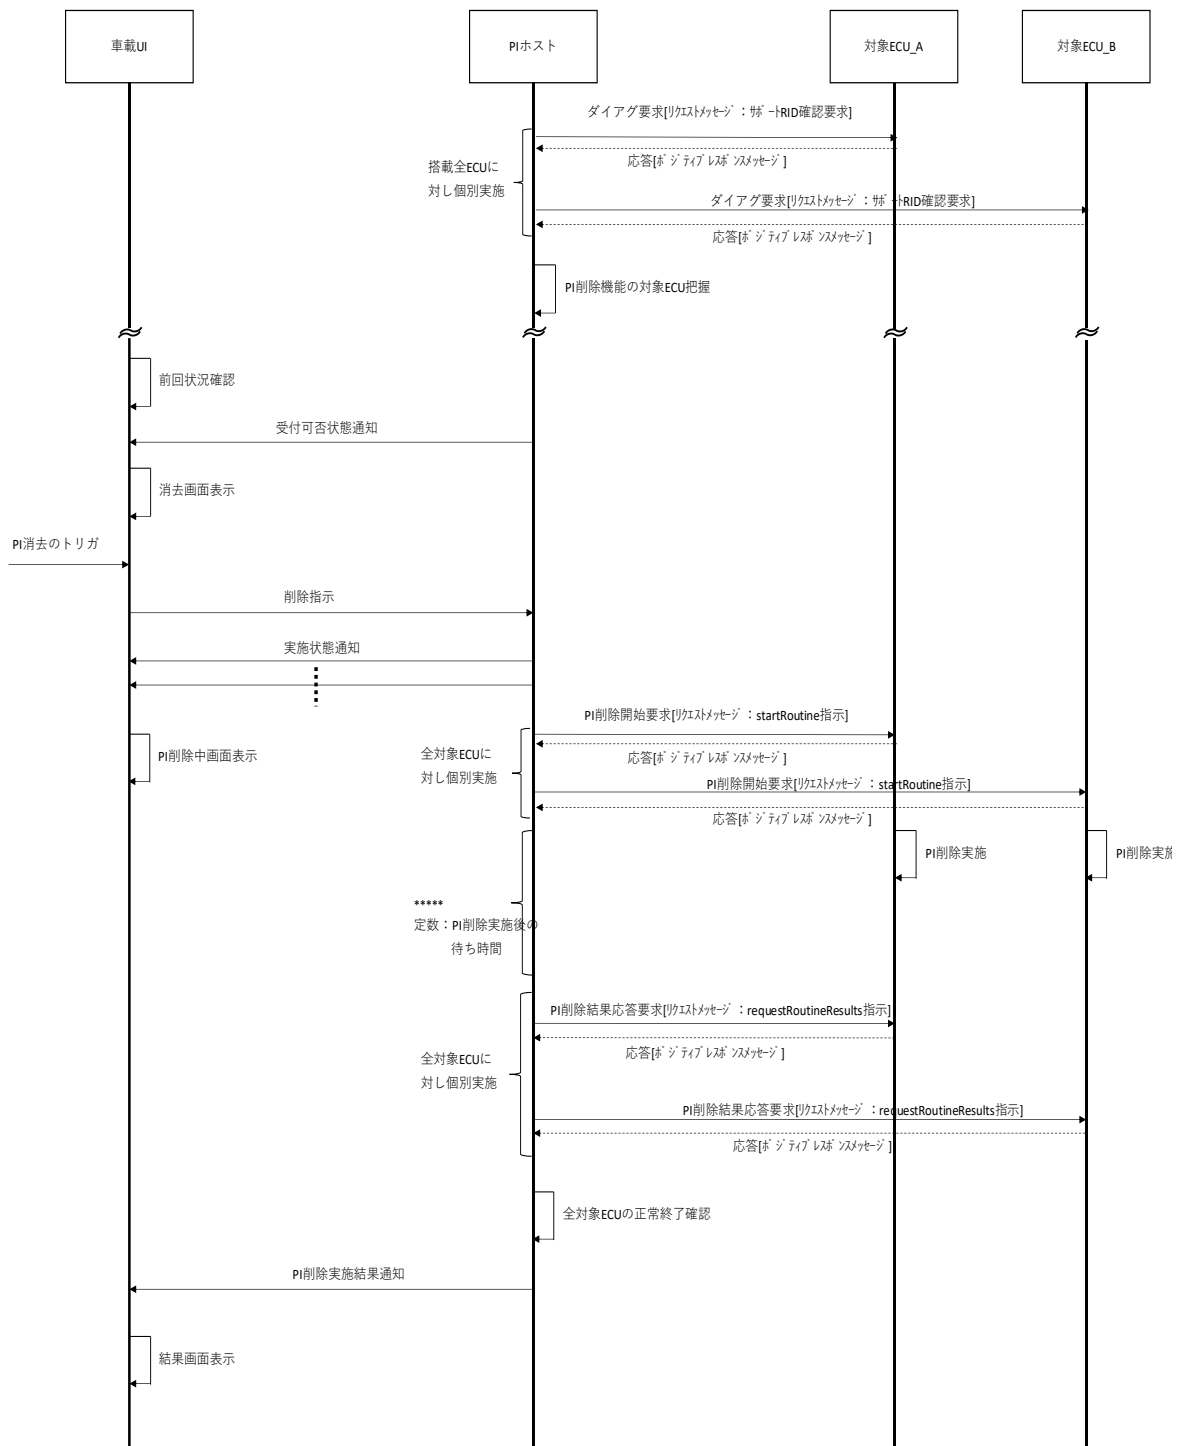 車載UI
PIホスト
対象ECU_A
対象ECU_B
ダイアグ要求[ﾘｸｴｽﾄﾒｯｾｰｼﾞ：ｻﾎﾟｰﾄRID確認要求]
応答[ﾎﾟｼﾞﾃｨﾌﾞﾚｽﾎﾟﾝｽﾒｯｾｰｼﾞ]
搭載全ECUに
対し個別実施
ダイアグ要求[ﾘｸｴｽﾄﾒｯｾｰｼﾞ：ｻﾎﾟｰﾄRID確認要求]
応答[ﾎﾟｼﾞﾃｨﾌﾞﾚｽﾎﾟﾝｽﾒｯｾｰｼﾞ]
PI削除機能の対象ECU把握
前回状況確認
受付可否状態通知
消去画面表示
PI消去のトリガ
削除指示
実施状態通知
PI削除開始要求[ﾘｸｴｽﾄﾒｯｾｰｼﾞ：startRoutine指示]
PI削除中画面表示
全対象ECUに
対し個別実施
応答[ﾎﾟｼﾞﾃｨﾌﾞﾚｽﾎﾟﾝｽﾒｯｾｰｼﾞ]
PI削除開始要求[ﾘｸｴｽﾄﾒｯｾｰｼﾞ：startRoutine指示]
応答[ﾎﾟｼﾞﾃｨﾌﾞﾚｽﾎﾟﾝｽﾒｯｾｰｼﾞ]
PI削除実施
PI削除実施
*****
定数：PI削除実施後の
待ち時間
PI削除結果応答要求[ﾘｸｴｽﾄﾒｯｾｰｼﾞ：requestRoutineResults指示]
応答[ﾎﾟｼﾞﾃｨﾌﾞﾚｽﾎﾟﾝｽﾒｯｾｰｼﾞ]
全対象ECUに
対し個別実施
PI削除結果応答要求[ﾘｸｴｽﾄﾒｯｾｰｼﾞ：requestRoutineResults指示]
応答[ﾎﾟｼﾞﾃｨﾌﾞﾚｽﾎﾟﾝｽﾒｯｾｰｼﾞ]
全対象ECUの正常終了確認
PI削除実施結果通知
結果画面表示